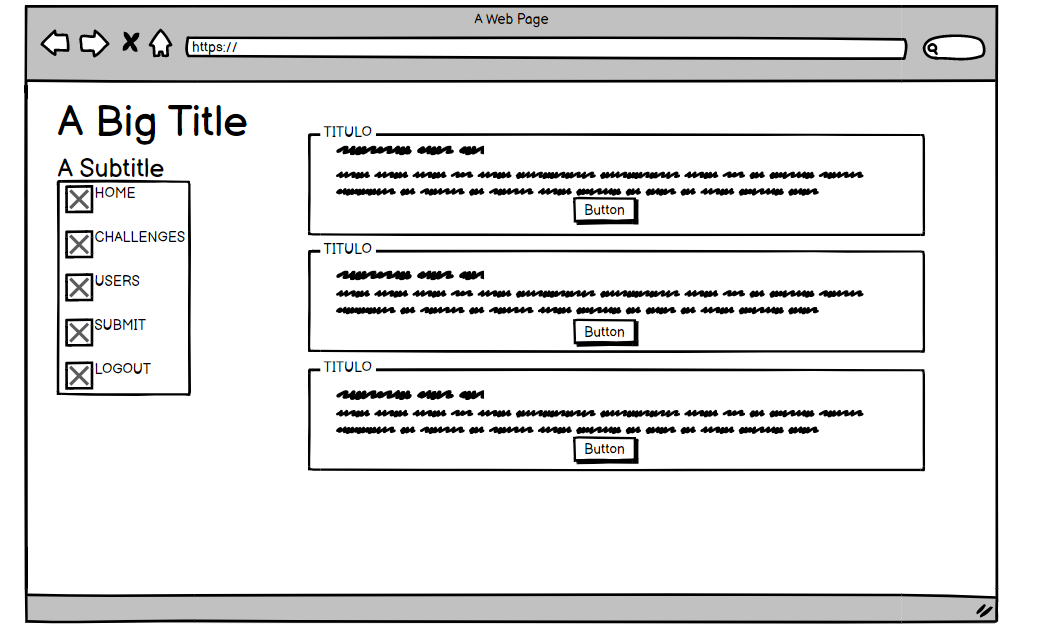 A Web Page
https://
A Big Title
A Subtitle
HOME
CHALLENGES
USERS
SUBMIT
LOGOUT
TITULO
Button
TITULO
Button
TITULO
Button